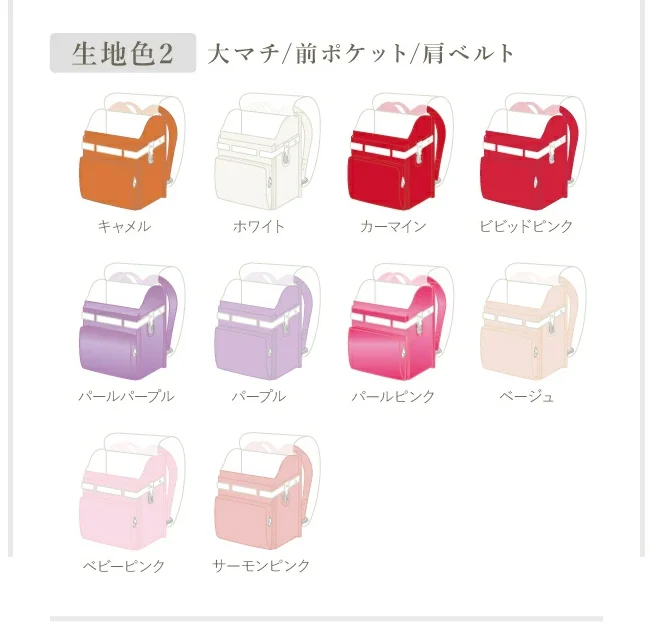 生地色2 大マチ/前ポケット/肩ベルト
キャメル ホワイト カーマイン ビビッドピンク
パールパープル パープル パールピンク ベージュ
ベビーピンク サーモンピンク